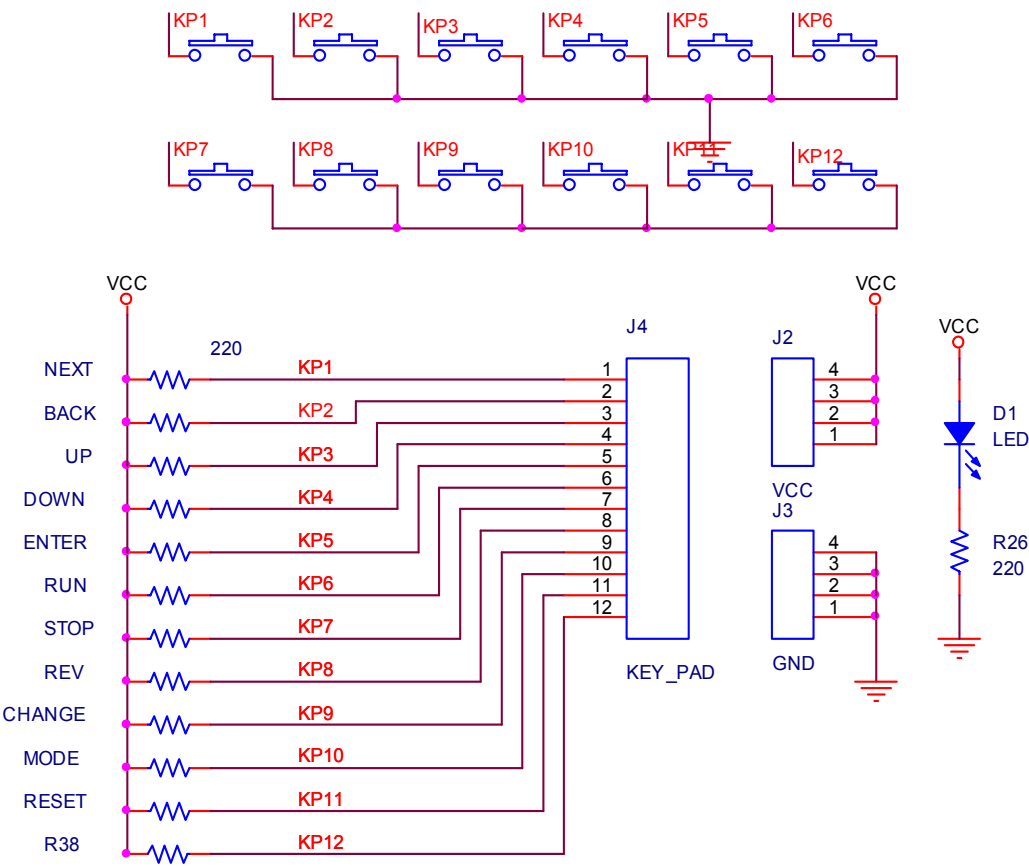 KP1 KP2 KP3 KP4 KP5 KP6
KP7 KP8 KP9 KP10 KP11 KP12
VCC
VCC
VCC
220
J4
J2
NEXT KP1 1
BACK KP2 2
UP KP3 3
DOWN KP4 4
ENTER KP5 5
RUN KP6 6
STOP KP7 7
REV KP8 8
CHANGE KP9 9
MODE KP10 10
RESET KP11 11
R38 KP12 12
KEY_PAD
4
3
2
1
VCC
J3
4
3
2
1
GND
D1
LED
R26
220